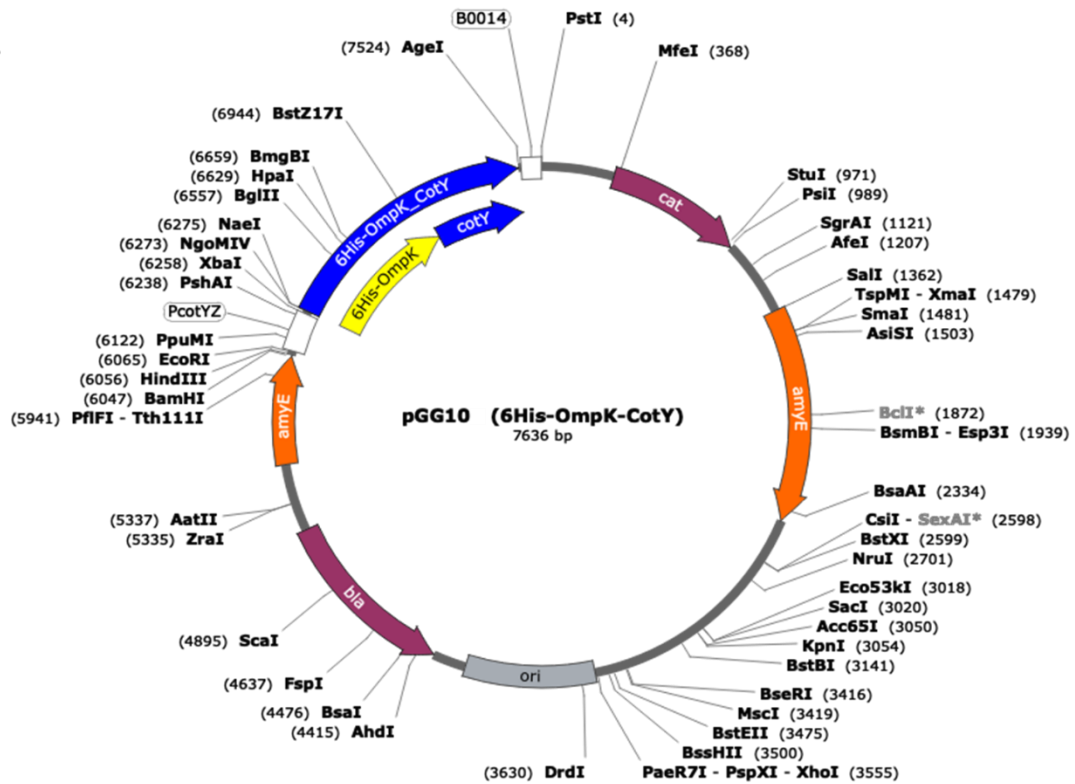 B0014
PstI (4)
(7524) AgeI
MfeI (368)
(6944) BstZ17I
(6659) BmgBI
(6629) HpaI
(6557) BglII
(6275) NaeI
(6273) NgoMIV
(6258) XbaI
(6238) PshAI
PcotYZ
(6122) PpuMI
(6065) EcoRI
(6056) HindIII
(6047) BamHI
(5941) PflFI - Tth111I
6His-OmpK_CotY
cotY
6His-OmpK
cat
StuI (971)
PsiI (989)
SgrAI (1121)
AfeI (1207)
SalI (1362)
TspMI - XmaI (1479)
SmaI (1481)
AsiSI (1503)
amyE
pGG10 (6His-OmpK-CotY)
7636 bp
amyE
BclI* (1872)
BsmBI - Esp3I (1939)
BsaAI (2334)
CsiI - SexAI* (2598)
BstXI (2599)
NruI (2701)
(5337) AatII
(5335) ZraI
bla
Eco53kI (3018)
SacI (3020)
Acc65I (3050)
KpnI (3054)
BstBI (3141)
(4895) ScaI
(4637) FspI
(4476) BsaI
(4415) AhdI
ori
BseRI (3416)
MscI (3419)
BstEII (3475)
BssHII (3500)
(3630) DrdI
PaeR7I - PspXI - XhoI (3555)